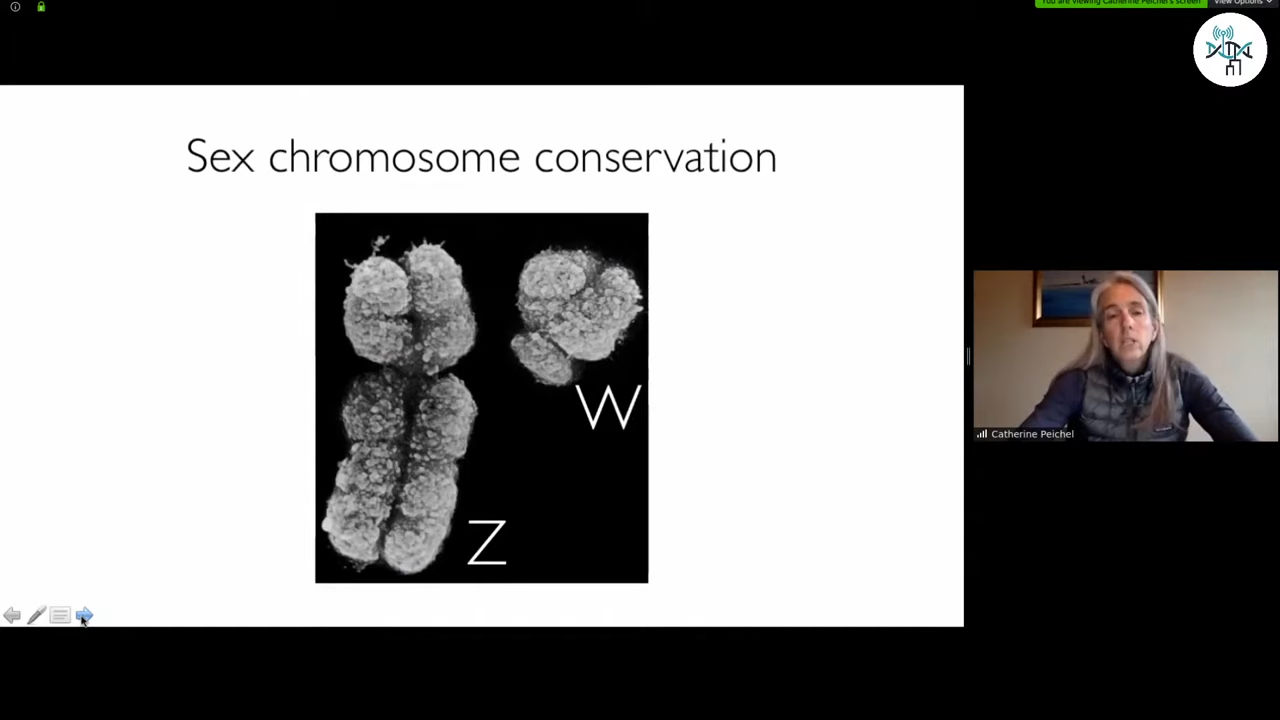 You are viewing Catherine Peichel's screen
View Options
Sex chromosome conservation
W
Z
Catherine Peichel